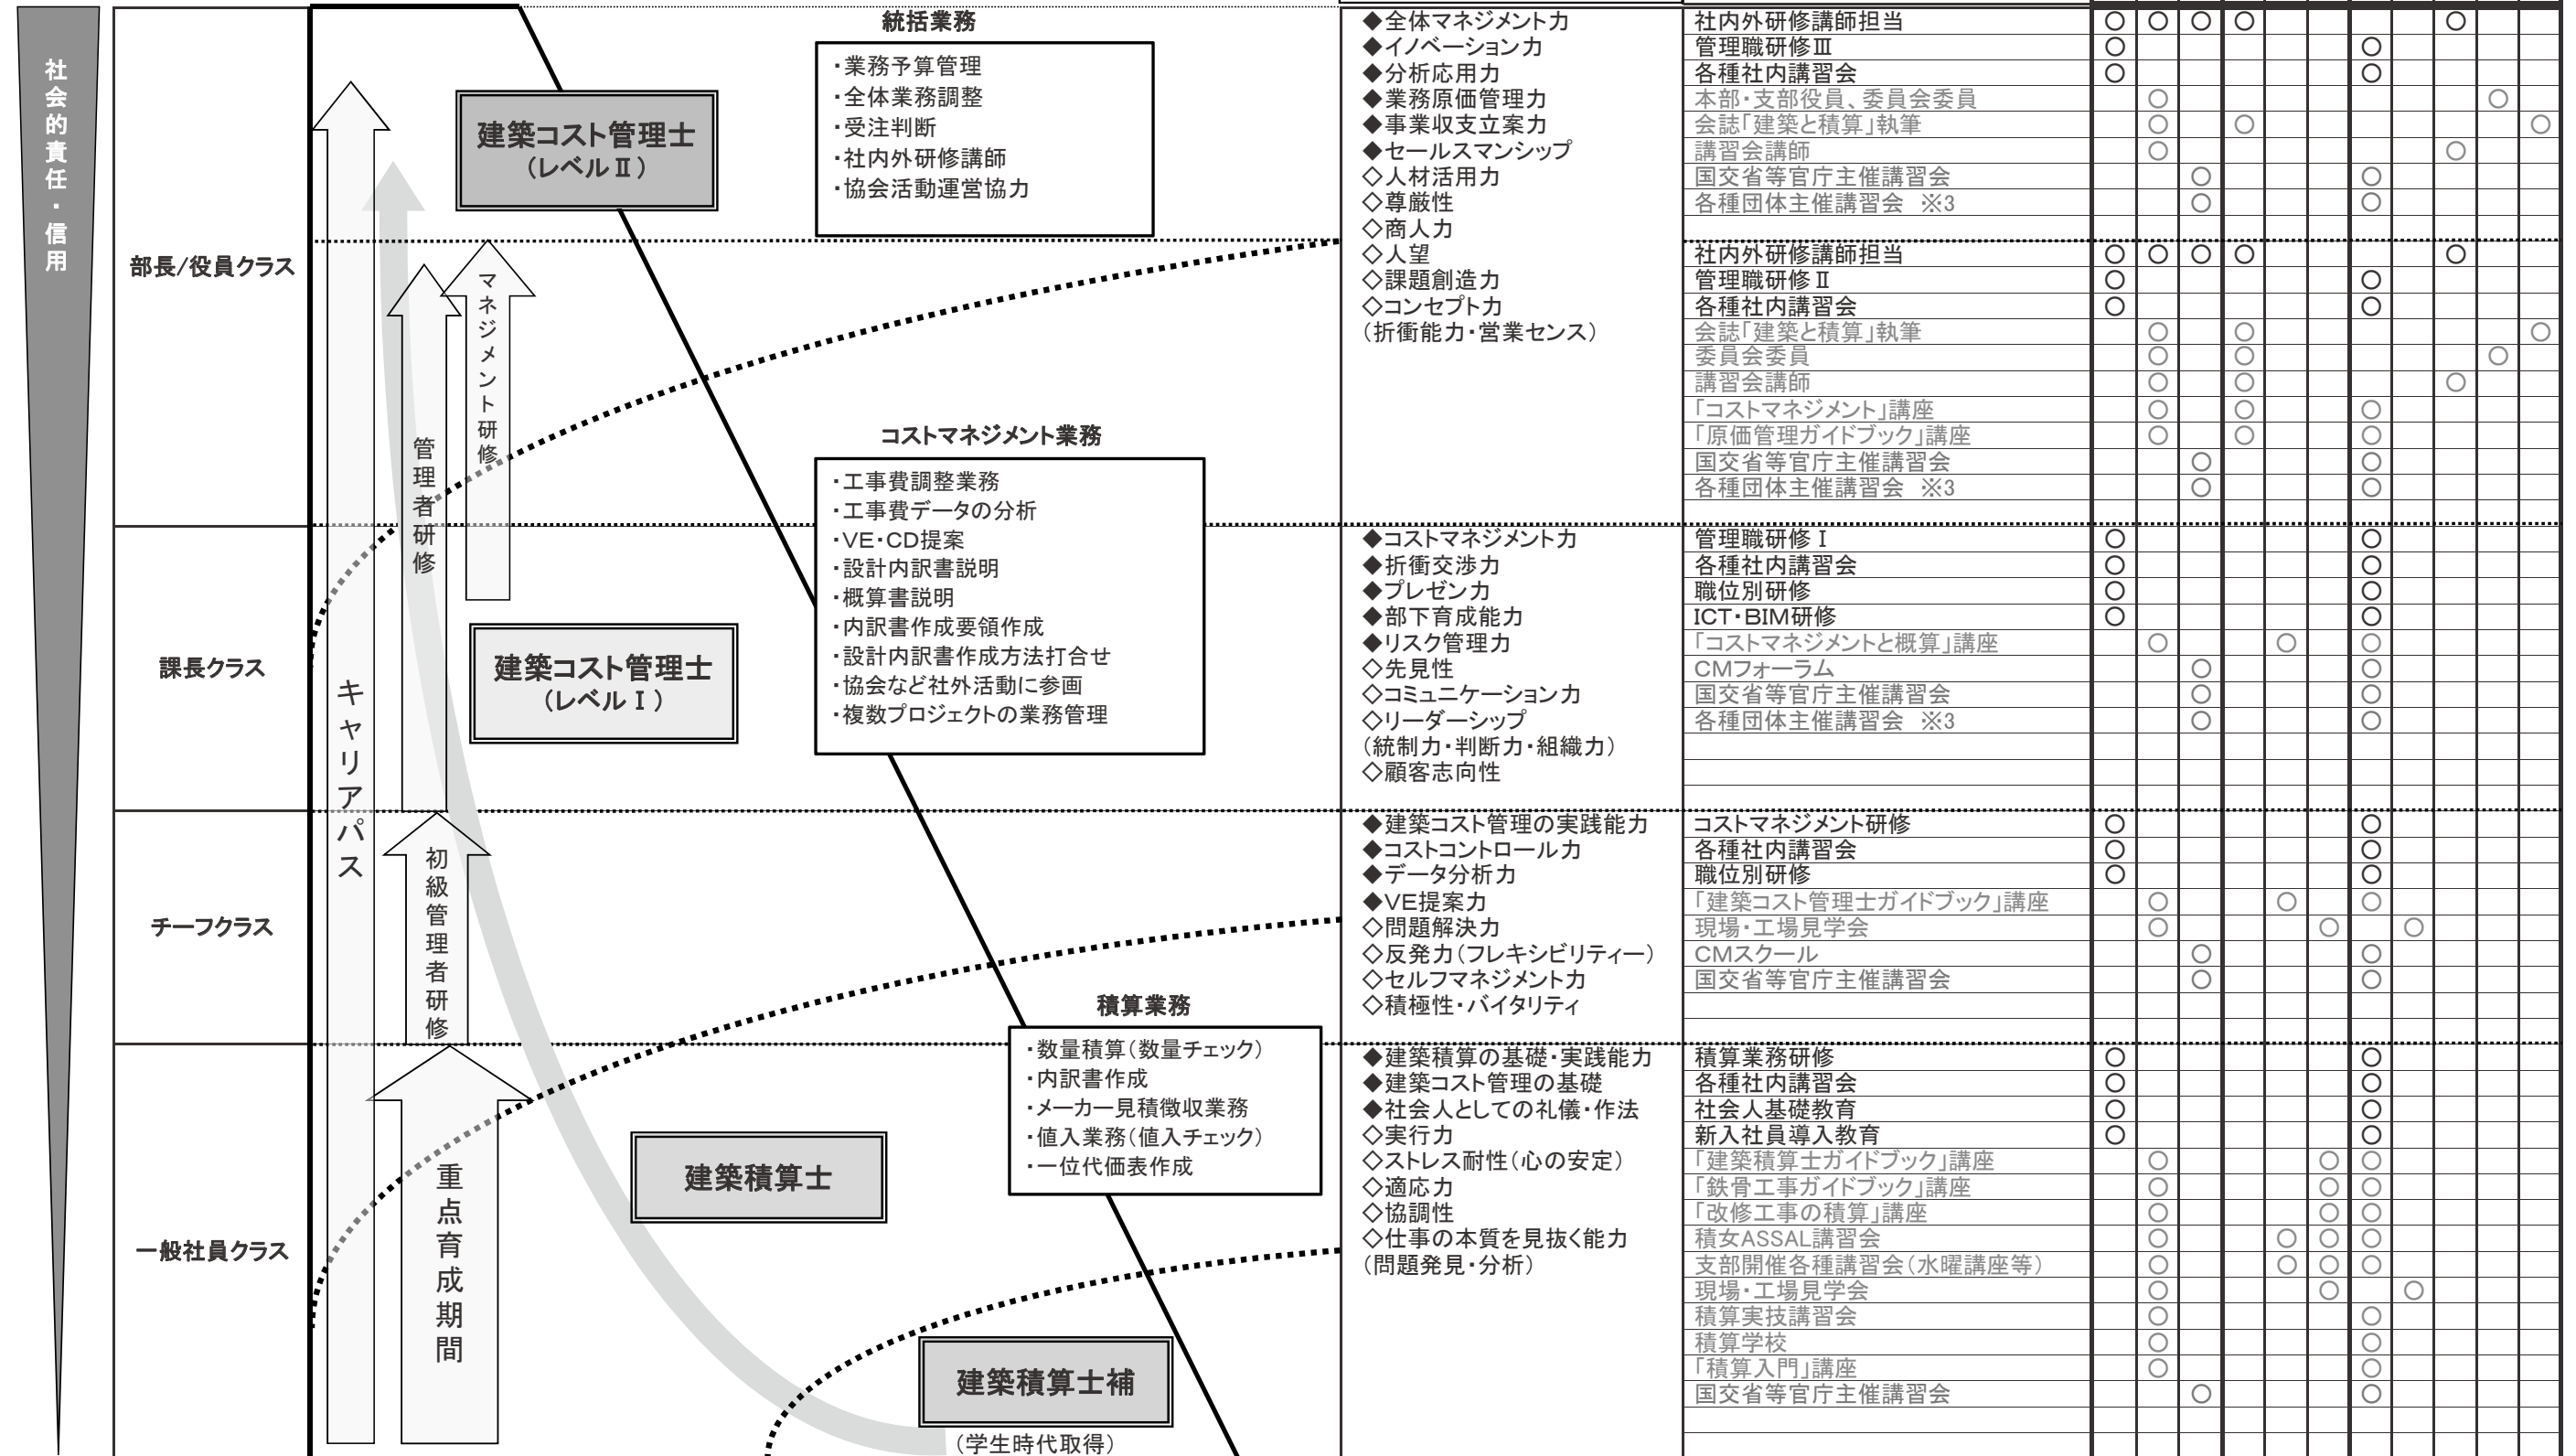 社会的責任・信用
部長/役員クラス
課長クラス
チーフクラス
一般社員クラス
キャリアパス
マネジメント研修
管理者研修
初級管理者研修
重点育成期間
建築コスト管理士
（レベルⅡ）
建築コスト管理士
（レベルⅠ）
建築積算士
建築積算士補
（学生時代取得）
統括業務
・業務予算管理
・全体業務調整
・受注判断
・社内外研修講師
・協会活動運営協力
コストマネジメント業務
・工事費調整業務
・工事費データの分析
・VE・CD提案
・設計内訳書説明
・概算書説明
・内訳書作成要領作成
・設計内訳書作成方法打合せ
・協会など社外活動に参画
・複数プロジェクトの業務管理
積算業務
・数量積算（数量チェック）
・内訳書作成
・メーカー見積徴収業務
・値入業務（値入チェック）
・一位代価表作成
◆全体マネジメント力
◆イノベーション力
◆分析応用力
◆業務原価管理力
◆事業収支立案力
◆セールスマンシップ
◇人材活用力
◇尊厳性
◇商人力
◇人望
◇課題創造力
◇コンセプト力
（折衝能力・営業センス）
◆コストマネジメント力
◆折衝交渉力
◆プレゼン力
◆部下育成能力
◆リスク管理力
◇先見性
◇コミュニケーション力
◇リーダーシップ
（統制力・判断力・組織力）
◇顧客志向性
◆建築コスト管理の実践能力
◆コストコントロール力
◆データ分析力
◆VE提案力
◇問題解決力
◇反発力（フレキシビリティー）
◇セルフマネジメント力
◇積極性・バイタリティ
◆建築積算の基礎・実践能力
◆建築コスト管理の基礎
◆社会人としての礼儀・作法
◇実行力
◇ストレス耐性（心の安定）
◇適応力
◇協調性
◇仕事の本質を見抜く能力
（問題発見・分析）
社内外研修講師担当 ○ ○ ○ ○ ○
管理職研修Ⅲ ○ ○
各種社内講習会 ○ ○
本部・支部役員、委員会委員 ○ ○
会誌「建築と積算」執筆 ○ ○ ○
講習会講師 ○ ○
国交省等官庁主催講習会 ○ ○
各種団体主催講習会 ※3 ○ ○
社内外研修講師担当 ○ ○ ○ ○ ○
管理職研修Ⅱ ○ ○
各種社内講習会 ○ ○
会誌「建築と積算」執筆 ○ ○ ○
委員会委員 ○ ○ ○
講習会講師 ○ ○ ○
「コストマネジメント」講座 ○ ○ ○
「原価管理ガイドブック」講座 ○ ○ ○
国交省等官庁主催講習会 ○ ○
各種団体主催講習会 ※3 ○ ○
管理職研修Ⅰ ○ ○
各種社内講習会 ○ ○
職位別研修 ○ ○
ICT・BIM研修 ○ ○
「コストマネジメントと概算」講座 ○ ○ ○
CMフォーラム ○ ○
国交省等官庁主催講習会 ○ ○
各種団体主催講習会 ※3 ○ ○
コストマネジメント研修 ○ ○
各種社内講習会 ○ ○
職位別研修 ○ ○
「建築コスト管理士ガイドブック」講座 ○ ○ ○
現場・工場見学会 ○ ○ ○
CMスクール ○ ○
国交省等官庁主催講習会 ○ ○
積算業務研修 ○ ○
各種社内講習会 ○ ○
社会人基礎教育 ○ ○
新入社員導入教育 ○ ○
「建築積算士ガイドブック」講座 ○ ○ ○
「鉄骨工事ガイドブック」講座 ○ ○ ○
「改修工事の積算」講座 ○ ○ ○
積女ASSAL講習会 ○ ○ ○ ○
支部開催各種講習会（水曜講座等） ○ ○ ○ ○
現場・工場見学会 ○ ○ ○
積算実技講習会 ○ ○
積算学校 ○ ○
「積算入門」講座 ○ ○
国交省等官庁主催講習会 ○ ○